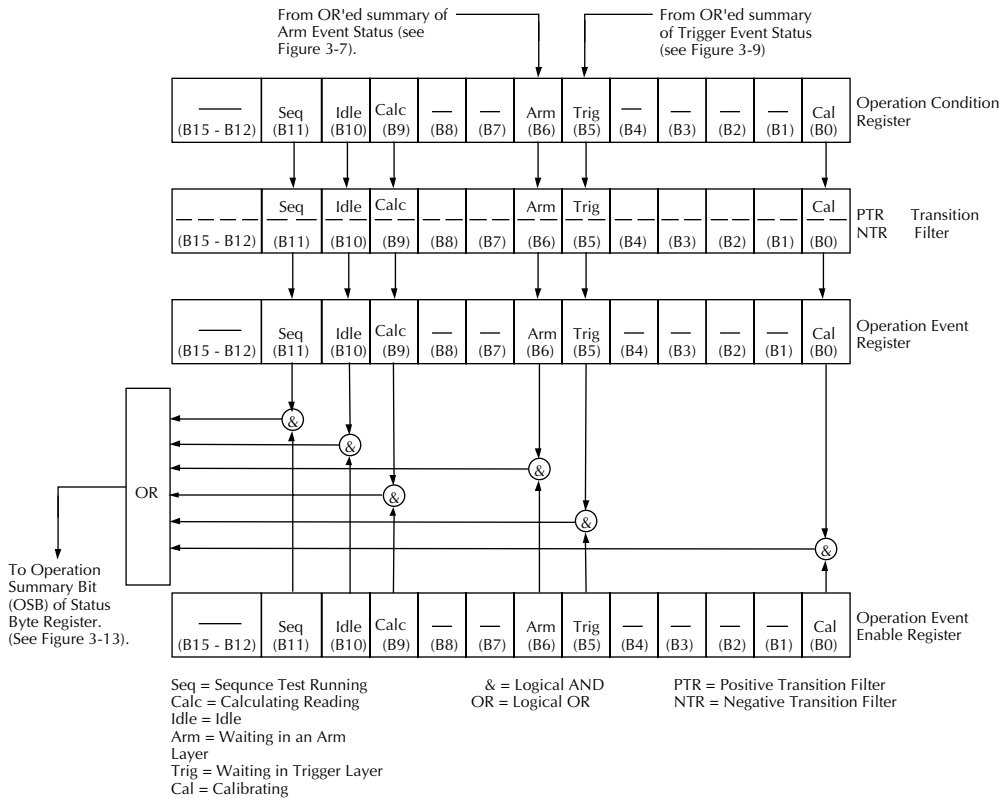 From OR'ed summary of
Arm Event Status (see
Figure 3-7).
From OR'ed summary
of Trigger Event Status
(see Figure 3-9)
Seq Idle Calc Arm Trig Cal
(B15 - B12) (B11) (B10) (B9) (B8) (B7) (B6) (B5) (B4) (B3) (B2) (B1) (B0)
Operation Condition
Register
Seq Idle Calc Arm Trig Cal
(B15 - B12) (B11) (B10) (B9) (B8) (B7) (B6) (B5) (B4) (B3) (B2) (B1) (B0)
PTR Transition
NTR Filter
Seq Idle Calc Arm Trig Cal
(B15 - B12) (B11) (B10) (B9) (B8) (B7) (B6) (B5) (B4) (B3) (B2) (B1) (B0)
Operation Event
Register
&
&
&
&
&
&
OR
To Operation
Summary Bit
(OSB) of Status
Byte Register.
(See Figure 3-13).
Seq Idle Calc Arm Trig Cal
(B15 - B12) (B11) (B10) (B9) (B8) (B7) (B6) (B5) (B4) (B3) (B2) (B1) (B0)
Operation Event
Enable Register
Seq = Sequnce Test Running
Calc = Calculating Reading
Idle = Idle
Arm = Waiting in an Arm
Layer
Trig = Waiting in Trigger Layer
Cal = Calibrating
& = Logical AND
OR = Logical OR
PTR = Positive Transition Filter
NTR = Negative Transition Filter